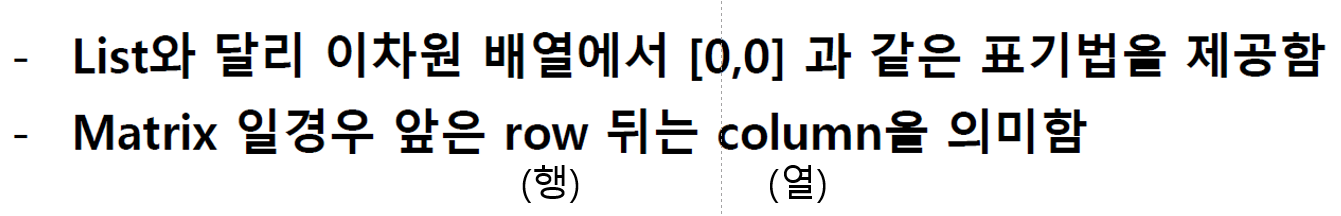 - List와 달리 이차원 배열에서 [0,0] 과 같은 표기법을 제공함
- Matrix 일경우 앞은 row 뒤는 column을 의미함
(행) (열)